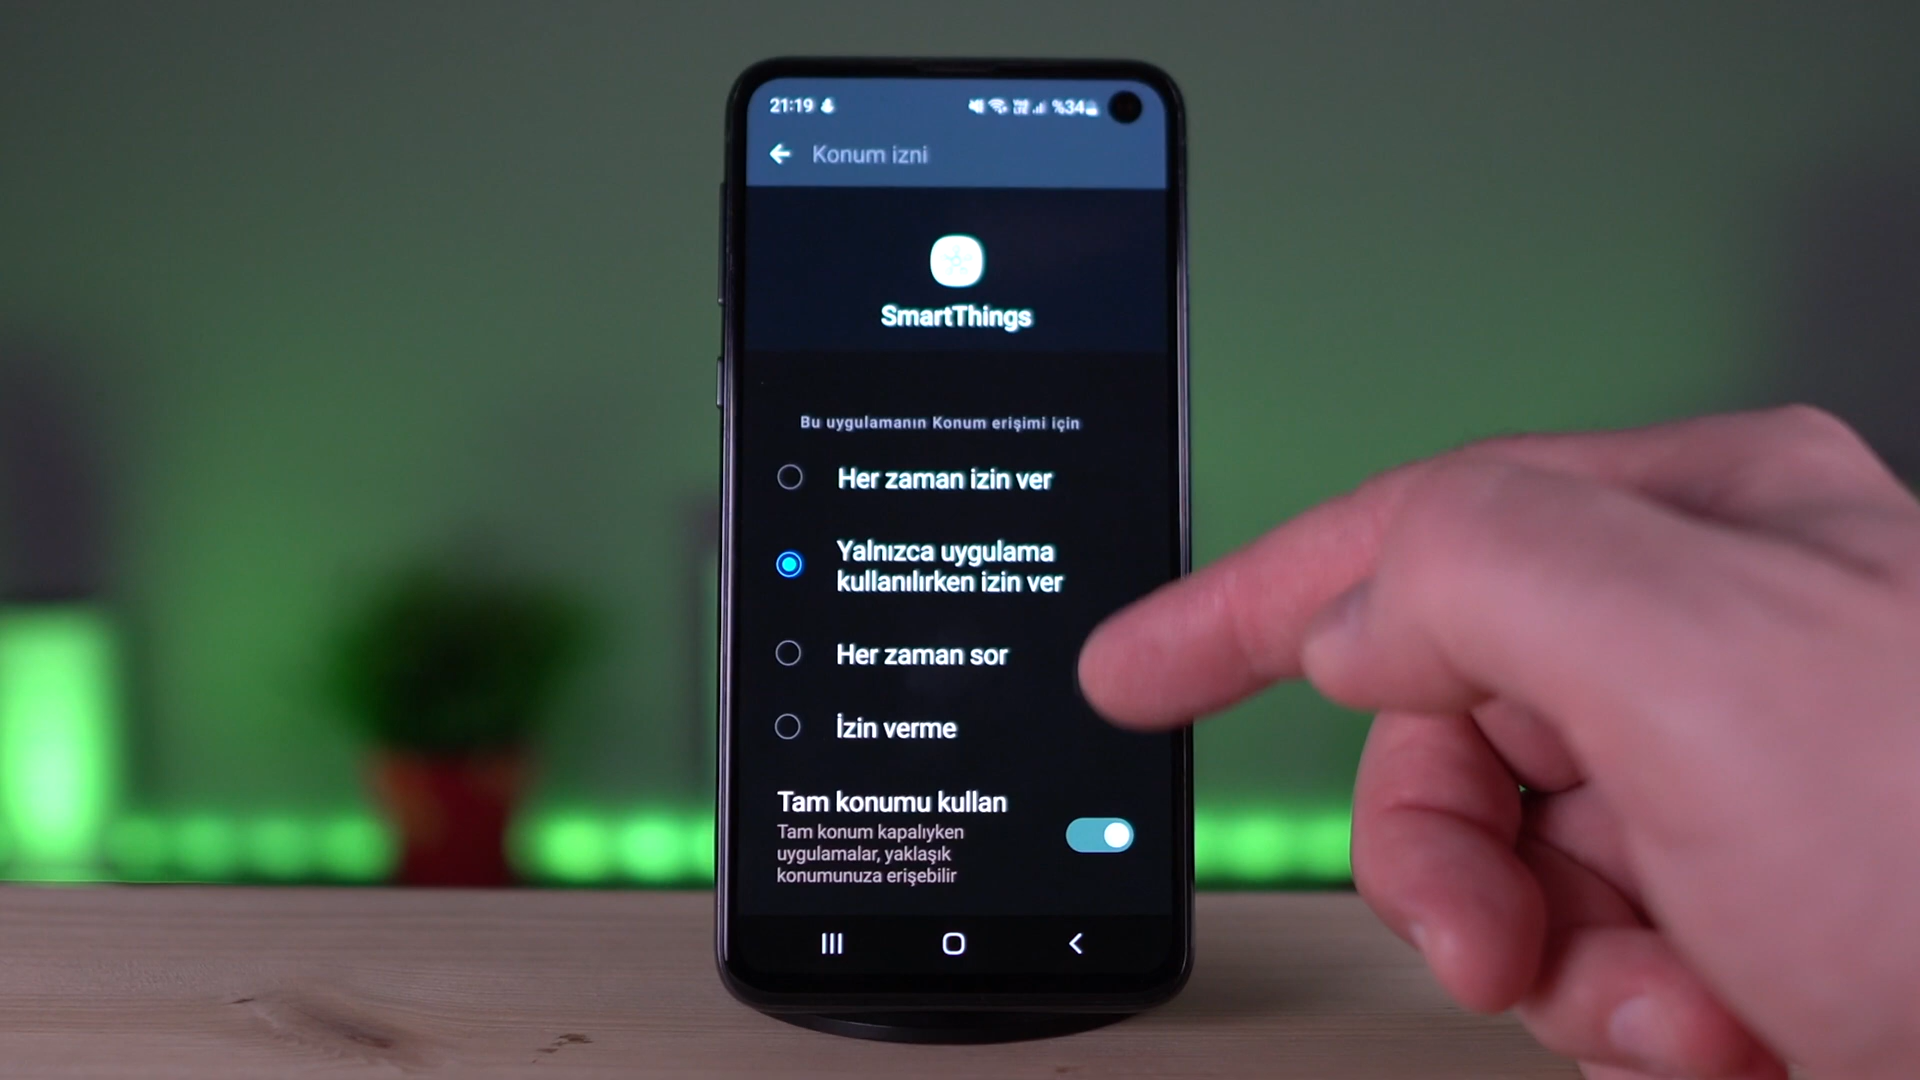 21:19
%34
Konum izni
SmartThings
Bu uygulamanın Konum erişimi için
Her zaman izin ver
Yalnızca uygulama
kullanılırken izin ver
Her zaman sor
İzin verme
Tam konumu kullan
Tam konum kapalıyken
uygulamalar, yaklaşık
konumunuza erişebilir